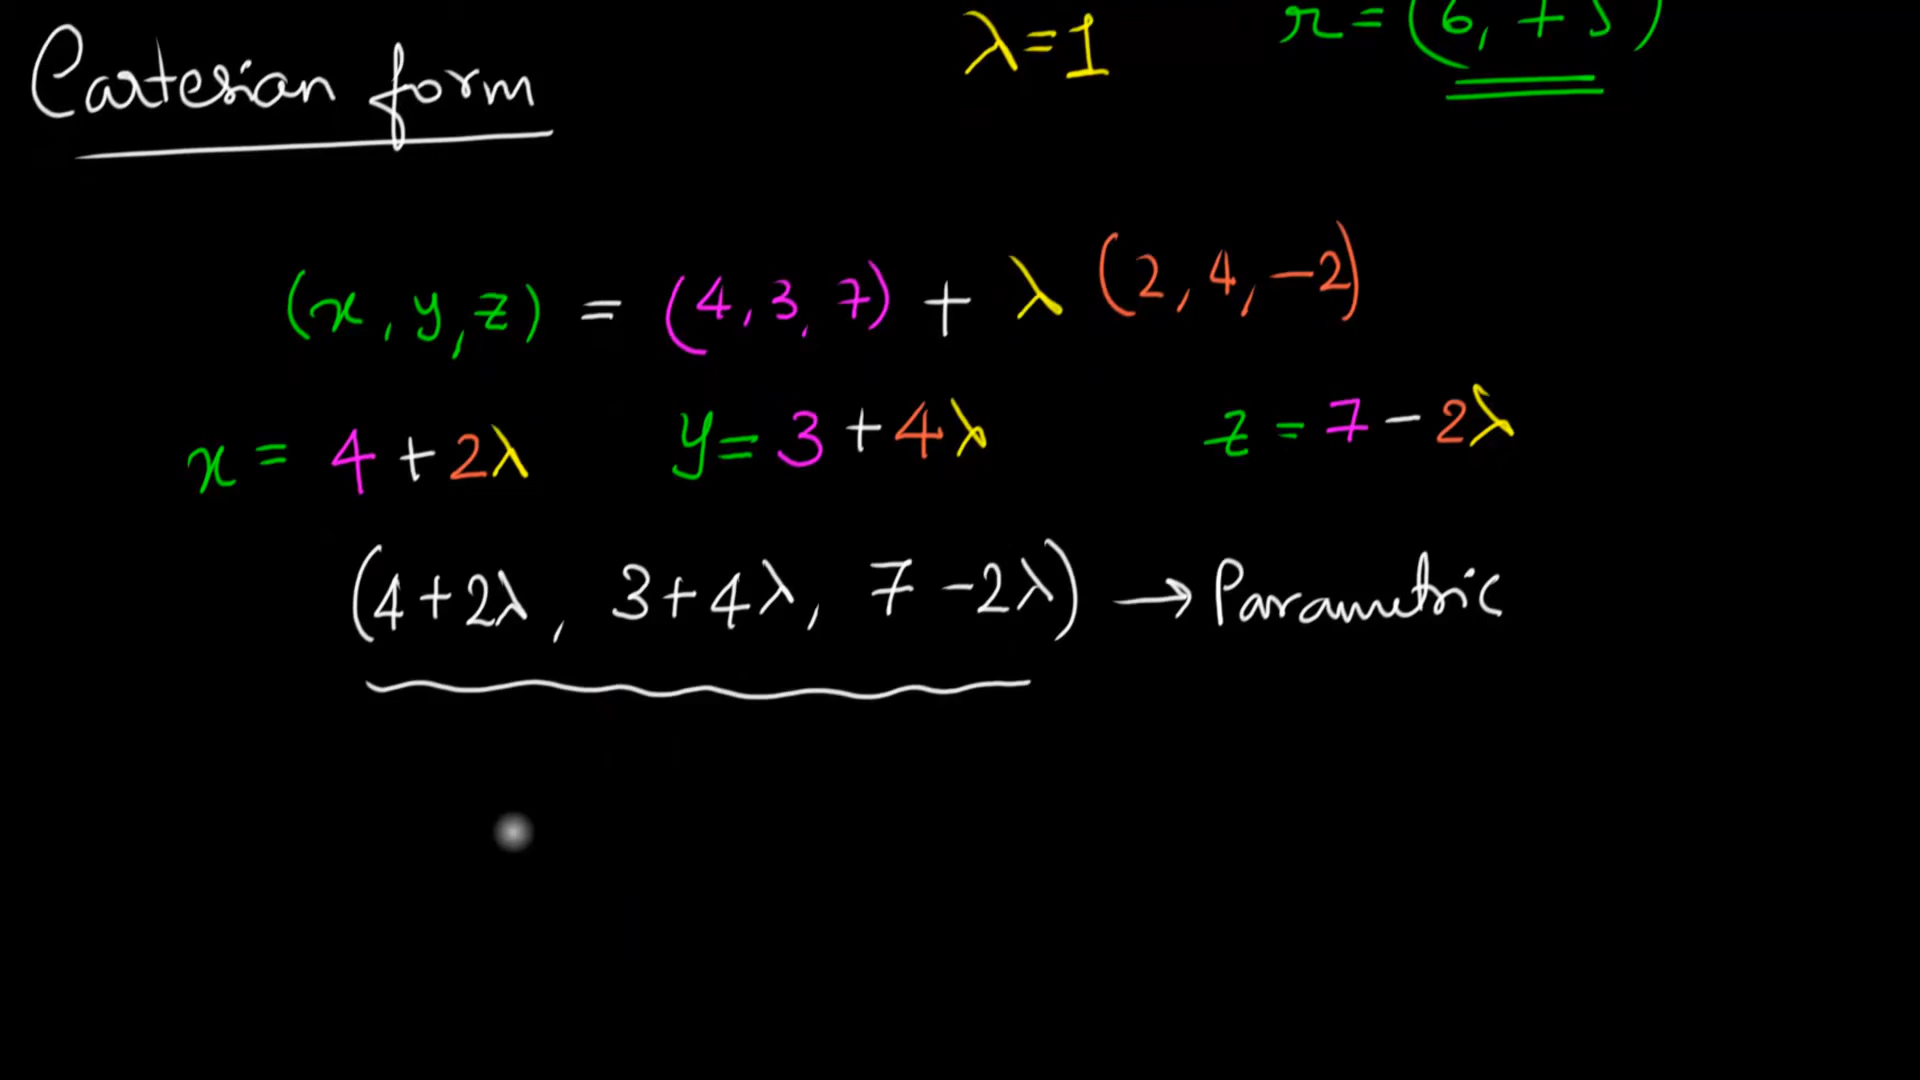 λ=1
Cartesian form
(x, y, z) = (4, 3, 7) + λ (2, 4, -2)
x = 4 + 2λ y = 3 + 4λ z = 7 - 2λ
(4+2λ, 3+4λ, 7-2λ) → Parametric